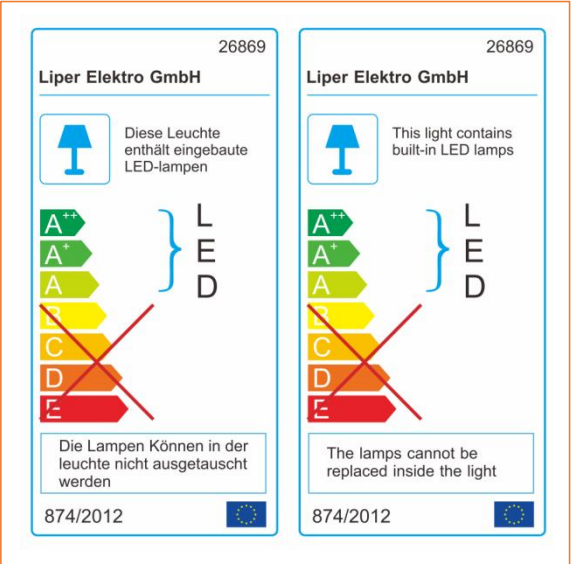 26869
Liper Elektro GmbH
Diese Leuchte
enthält eingebaute
LED-lampen
A++
A+
A
B
C
D
E
L
E
D
Die Lampen Können in der
leuchte nicht ausgetauscht
werden
874/2012
26869
Liper Elektro GmbH
This light contains
built-in LED lamps
A++
A+
A
B
C
D
E
L
E
D
The lamps cannot be
replaced inside the light
874/2012